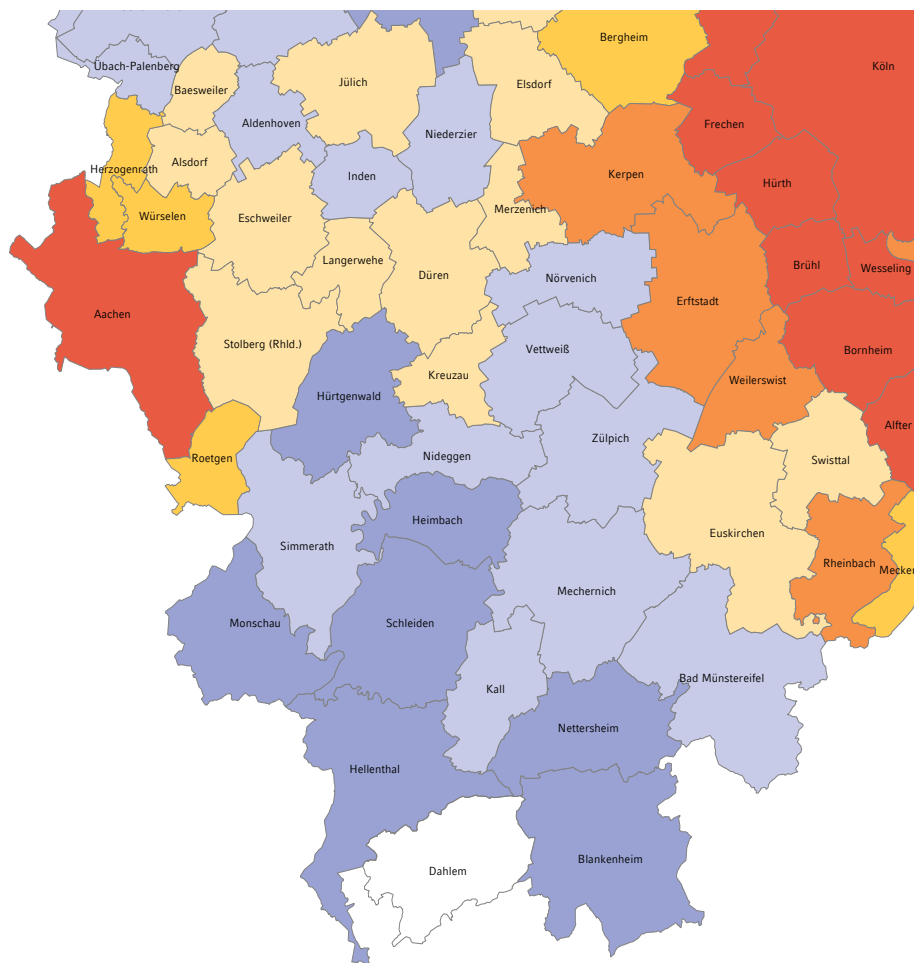 Bergheim
Köln
Übach-Palenberg
Baesweiler
Jülich
Elsdorf
Aldenhoven
Niederzier
Frechen
Herzogenrath
Alsdorf
Inden
Kerpen
Hürth
Würselen
Eschweiler
Merzenich
Langerwehe
Düren
Nörvenich
Brühl
Wesseling
Aachen
Erftstadt
Stolberg (Rhld.)
Vettweiß
Bornheim
Kreuzau
Weilerswist
Hürtgenwald
Alfter
Zülpich
Roetgen
Nideggen
Swisttal
Heimbach
Euskirchen
Simmerath
Rheinbach
Mecken
Mechernich
Monschau
Schleiden
Kall
Bad Münstereifel
Nettersheim
Hellenthal
Dahlem
Blankenheim